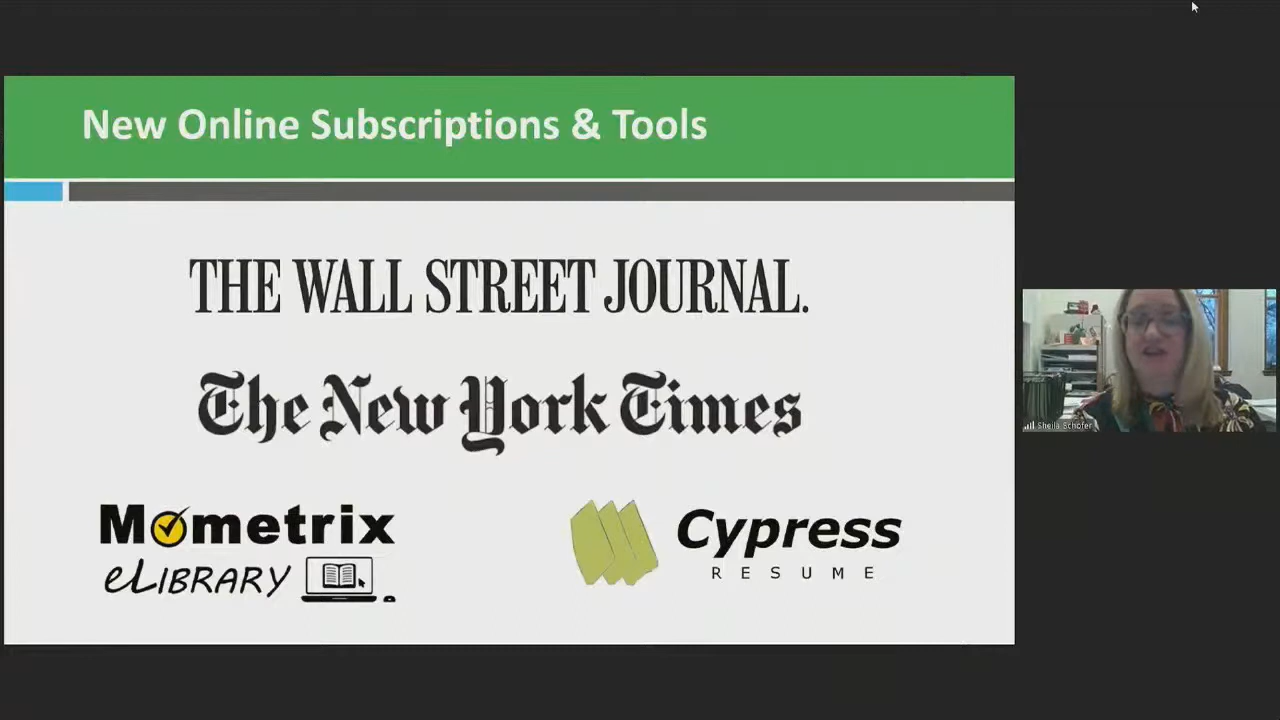 New Online Subscriptions & Tools
THE WALL STREET JOURNAL.
The New York Times
Mometrix
eLIBRARY
Cypress
RESUME
Sheila Schofer